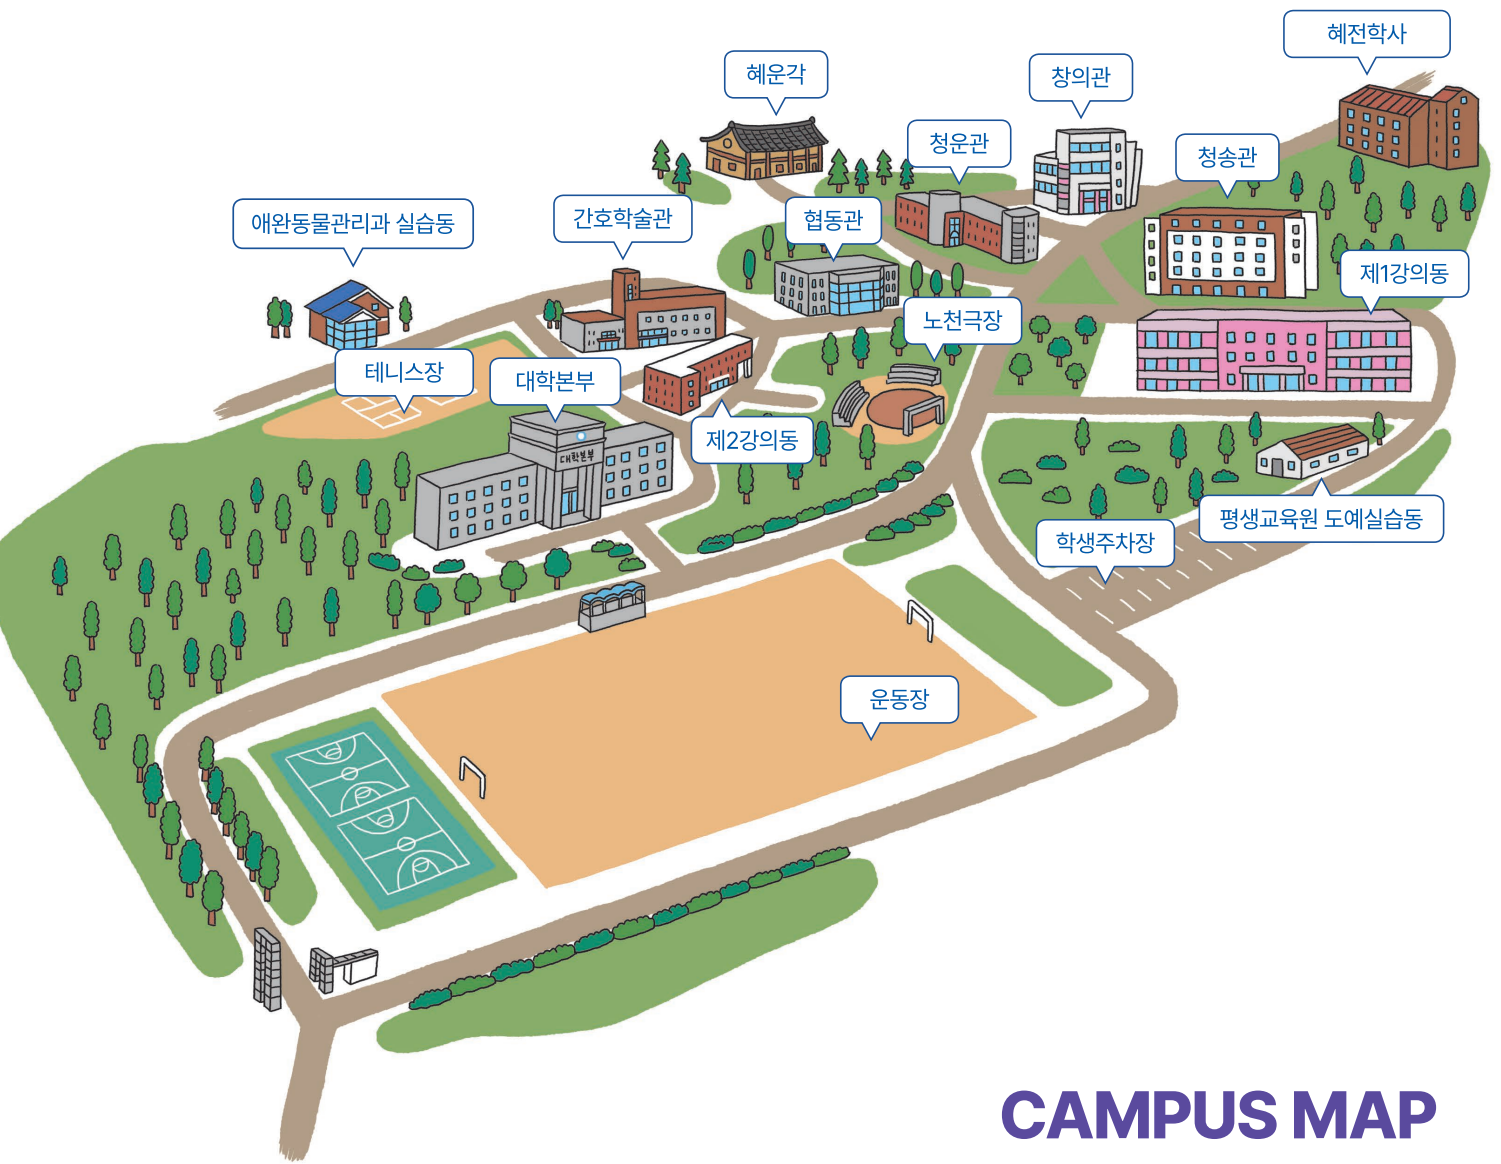 혜전학사
혜운각
창의관
청운관
청송관
애완동물관리과 실습동
간호학술관
협동관
제1강의동
노천극장
테니스장
대학본부
제2강의동
대학본부
평생교육원 도예실습동
학생주차장
운동장
CAMPUS MAP